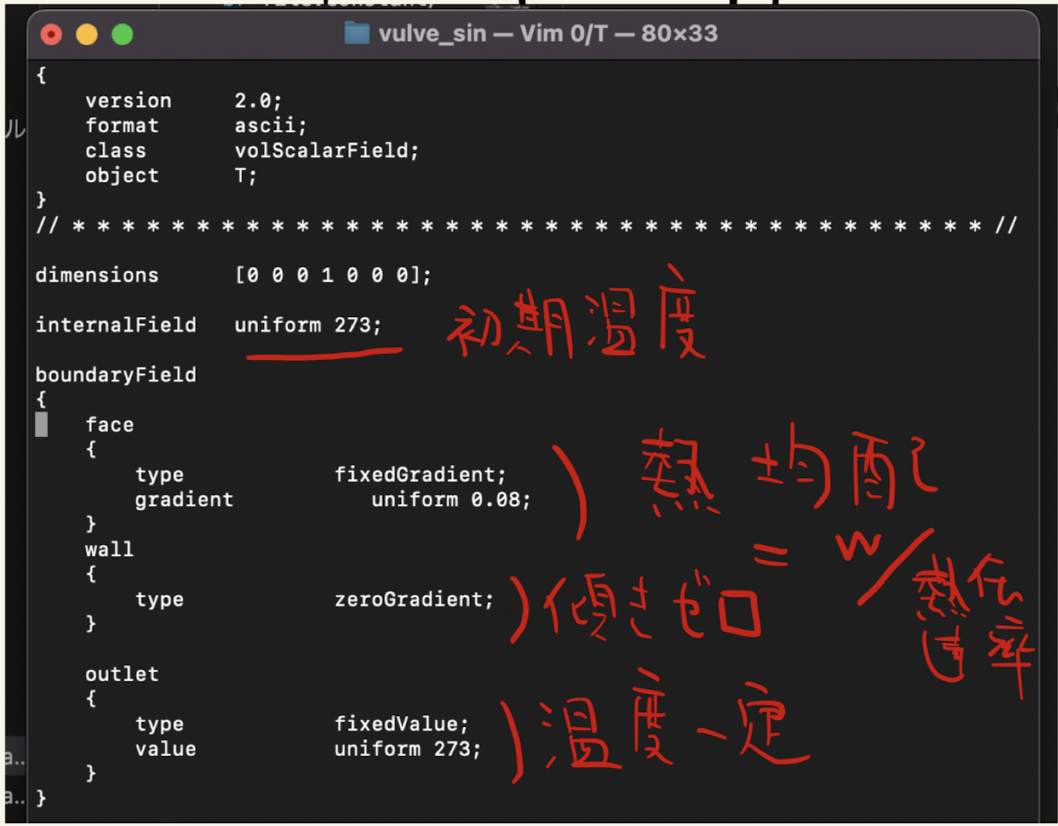 vulve_sin — Vim 0/T — 80×33
{
version 2.0;
format ascii;
class volScalarField;
object T;
}
// * * * * * * * * * * * * * * * * * * * * * * * * * * * * * * * * * * * * * //
dimensions [0 0 0 1 0 0 0];
internalField uniform 273; 初期温度
boundaryField
{
face
{
type fixedGradient;
gradient uniform 0.08;
} ) 熱勾配
= W/熱伝達率
wall
{
type zeroGradient; ) 傾きゼロ
}
outlet
{
type fixedValue;
value uniform 273;
} ) 温度一定
}